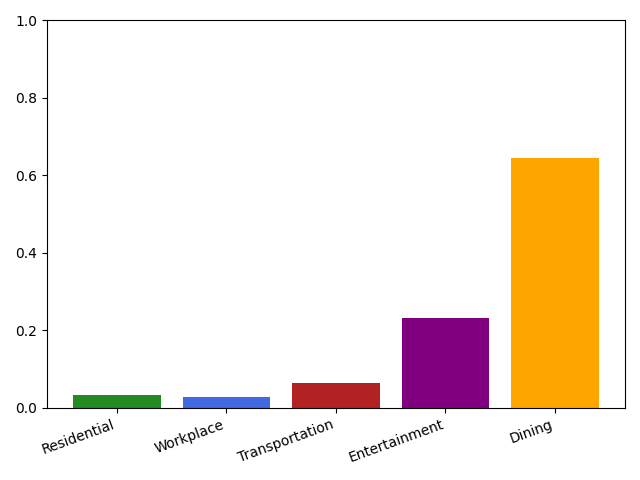 1.0
0.8
0.6
0.4
0.2
0.0
Residential
Workplace
Transportation
Entertainment
Dining